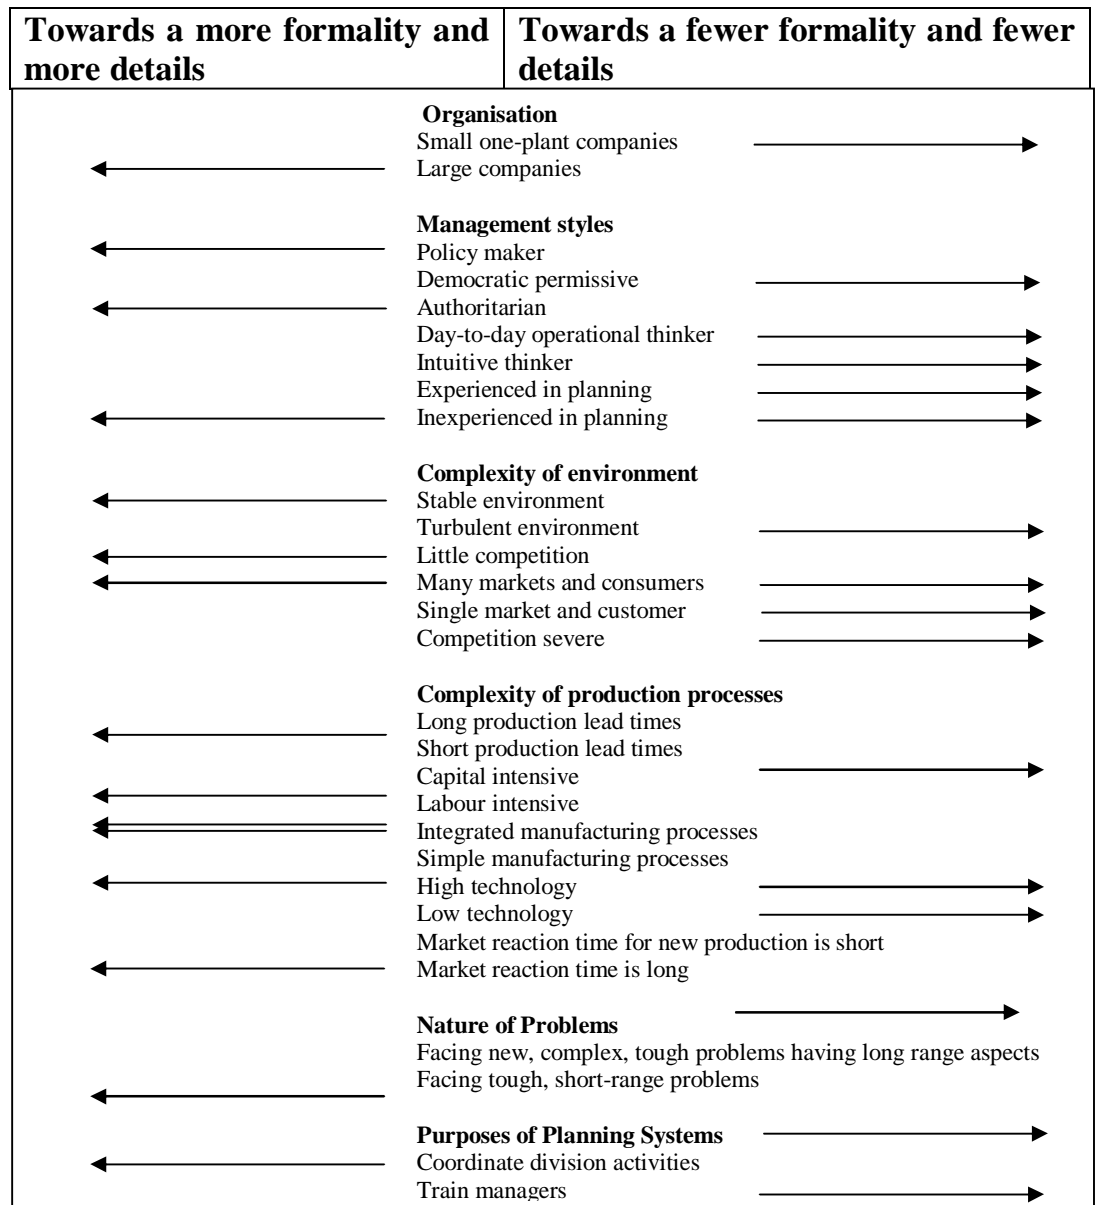 Towards a more formality and
more details
Towards a fewer formality and fewer
details
Organisation
Small one-plant companies
Large companies
Management styles
Policy maker
Democratic permissive
Authoritarian
Day-to-day operational thinker
Intuitive thinker
Experienced in planning
Inexperienced in planning
Complexity of environment
Stable environment
Turbulent environment
Little competition
Many markets and consumers
Single market and customer
Competition severe
Complexity of production processes
Long production lead times
Short production lead times
Capital intensive
Labour intensive
Integrated manufacturing processes
Simple manufacturing processes
High technology
Low technology
Market reaction time for new production is short
Market reaction time is long
Nature of Problems
Facing new, complex, tough problems having long range aspects
Facing tough, short-range problems
Purposes of Planning Systems
Coordinate division activities
Train managers